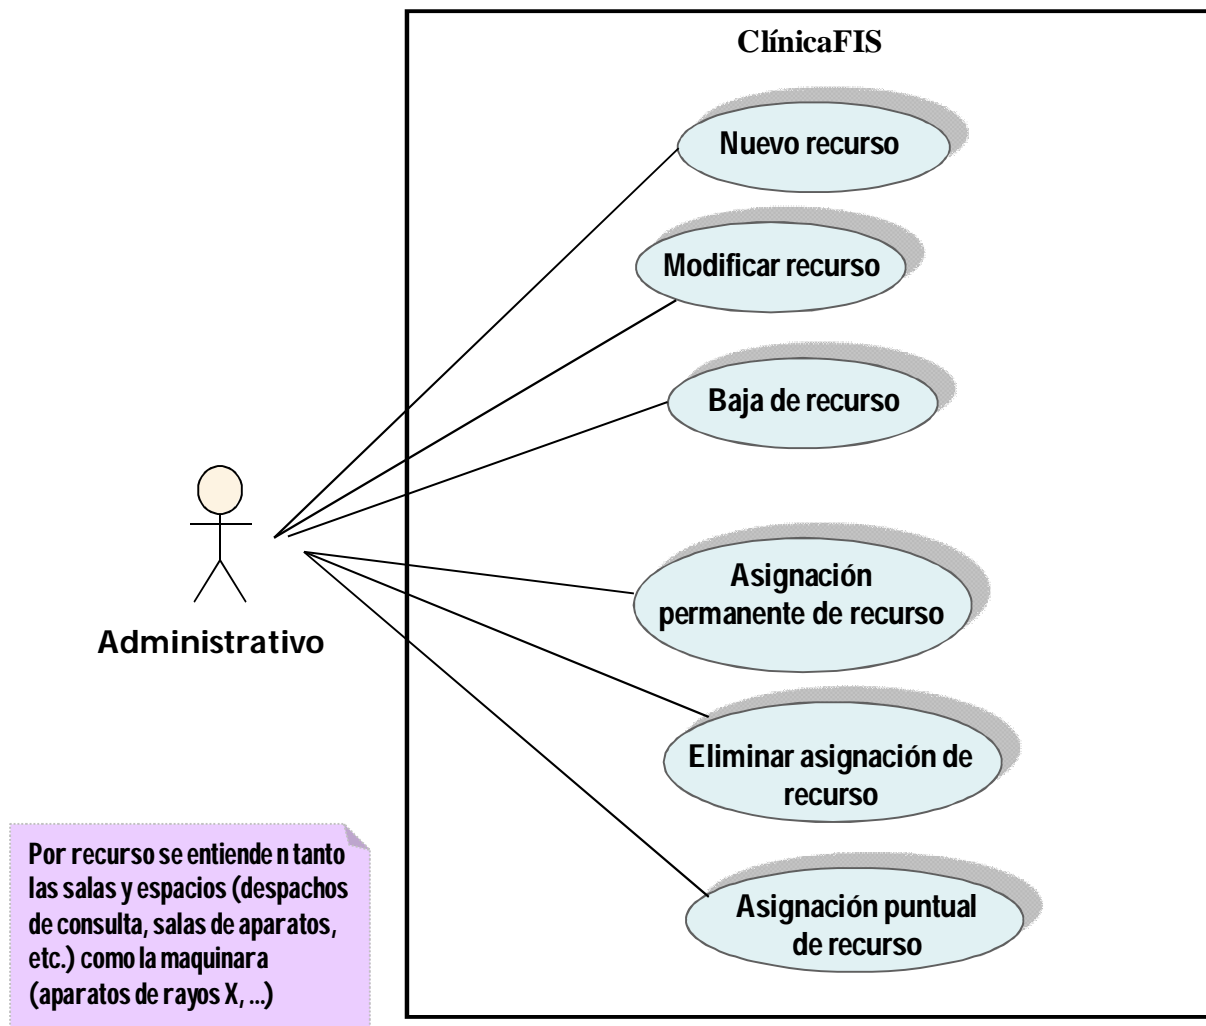 ClínicaFIS
Nuevo recurso
Modificar recurso
Baja de recurso
Administrativo
Asignación
permanente de recurso
Eliminar asignación de
recurso
Asignación puntual
de recurso
Por recurso se entiende n tanto
las salas y espacios (despachos
de consulta, salas de aparatos,
etc.) como la maquinara
(aparatos de rayos X, ...)